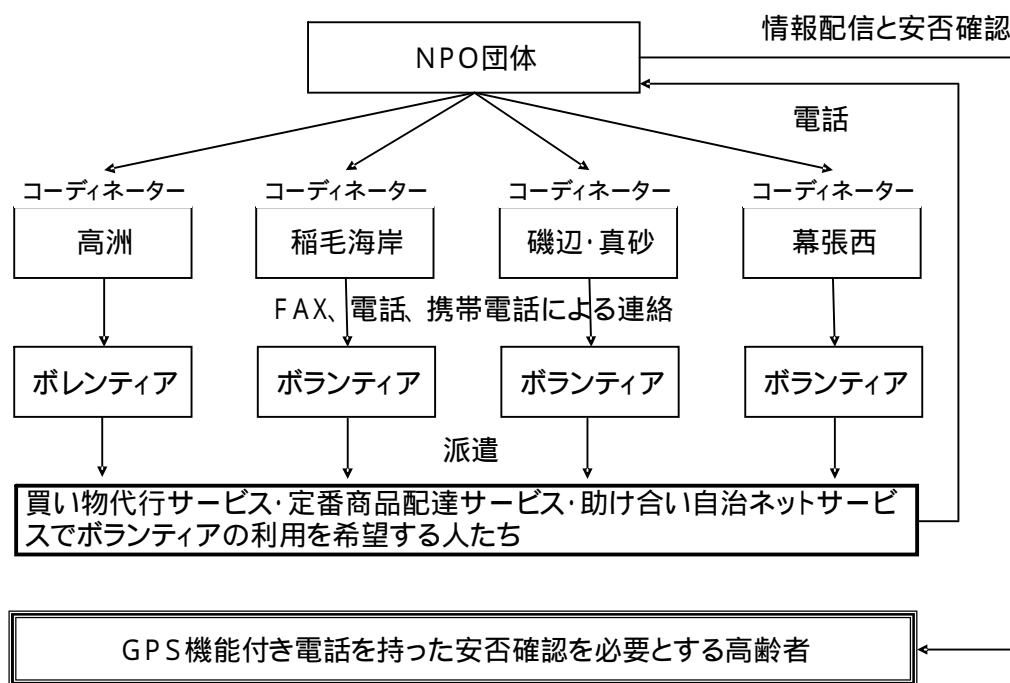 情報配信と安否確認
NPO団体
電話
コーディネーター
コーディネーター
コーディネーター
コーディネーター
高洲
稲毛海岸
磯辺・真砂
幕張西
FAX、電話、携帯電話による連絡
ボレンティア
ボランティア
ボランティア
ボランティア
派遣
買い物代行サービス・定番商品配達サービス・助け合い自治ネットサービ
スでボランティアの利用を希望する人たち
GPS機能付き電話を持った安否確認を必要とする高齢者